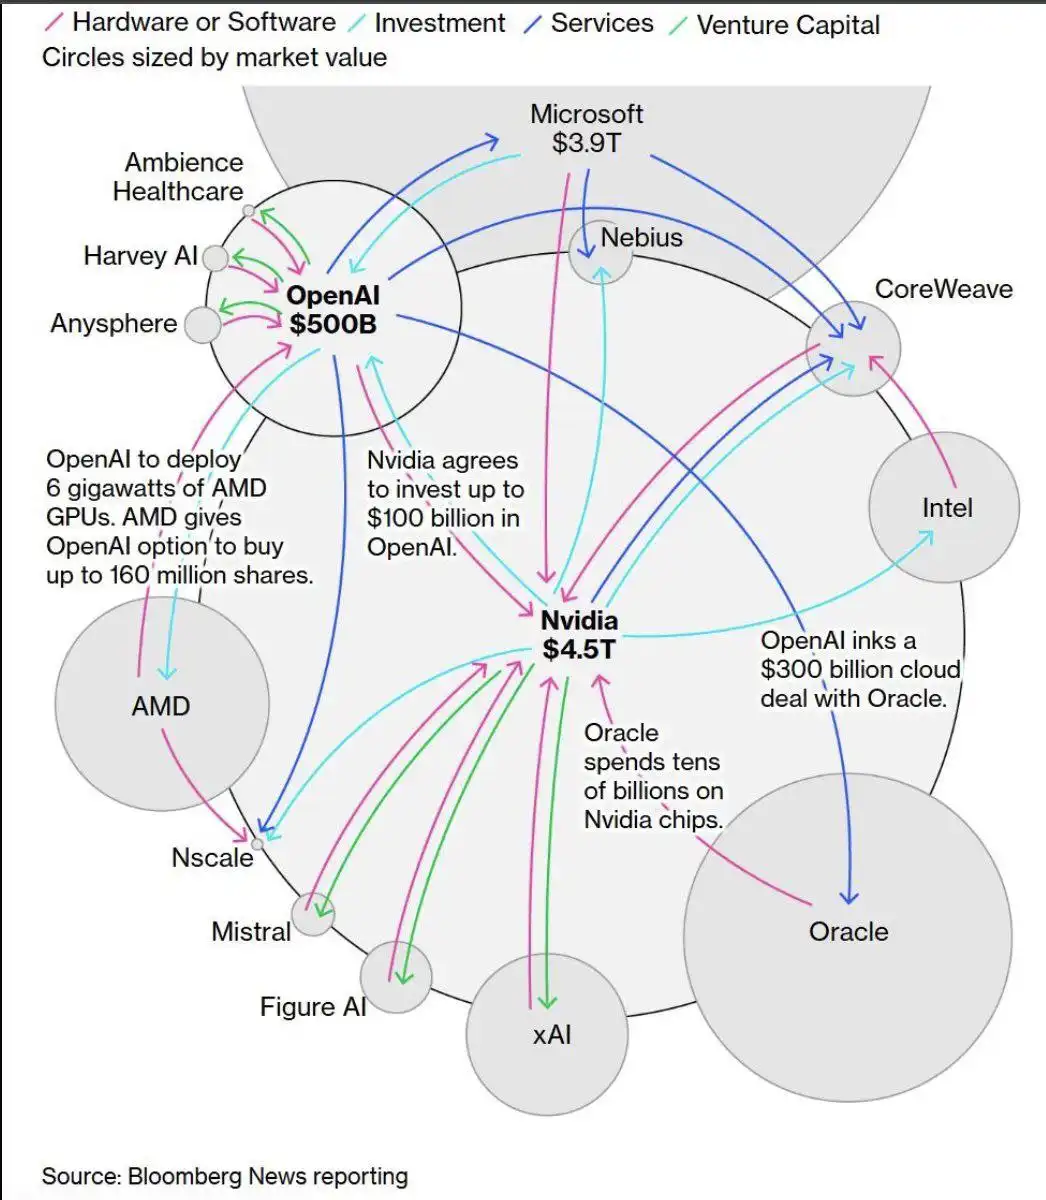 Hardware or Software Investment Services Venture Capital
Circles sized by market value
Microsoft
$3.9T
Ambience
Healthcare
Harvey AI
Nebius
OpenAI
$500B
CoreWeave
Anysphere
OpenAI to deploy
6 gigawatts of AMD
GPUs. AMD gives
OpenAI option to buy
up to 160 million shares.
Nvidia agrees
to invest up to
$100 billion in
OpenAI.
Intel
Nvidia
$4.5T
OpenAI inks a
$300 billion cloud
deal with Oracle.
AMD
Oracle
spends tens
of billions on
Nvidia chips.
Nscale
Mistral
Oracle
Figure AI
xAI
Source: Bloomberg News reporting